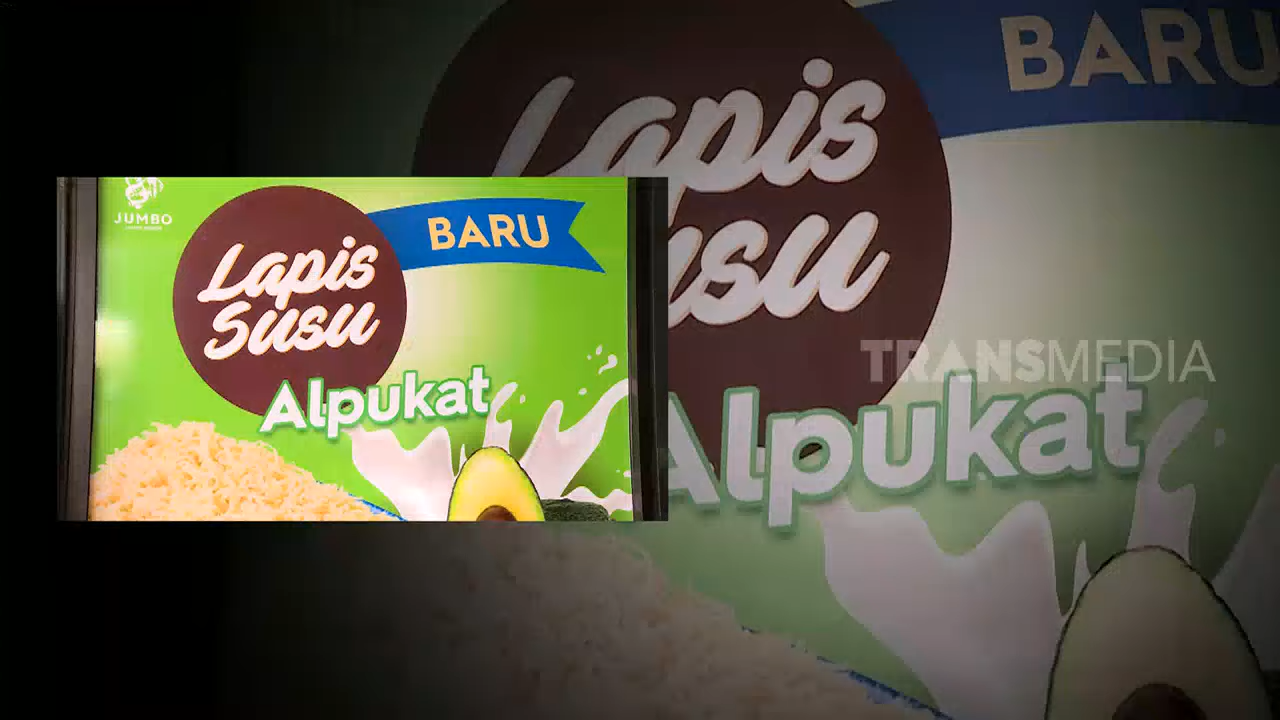 JUMBO
BARU
Lapis
Susu
Alpukat
BARU
Lapis
Susu
Alpukat
TRANSMEDIA